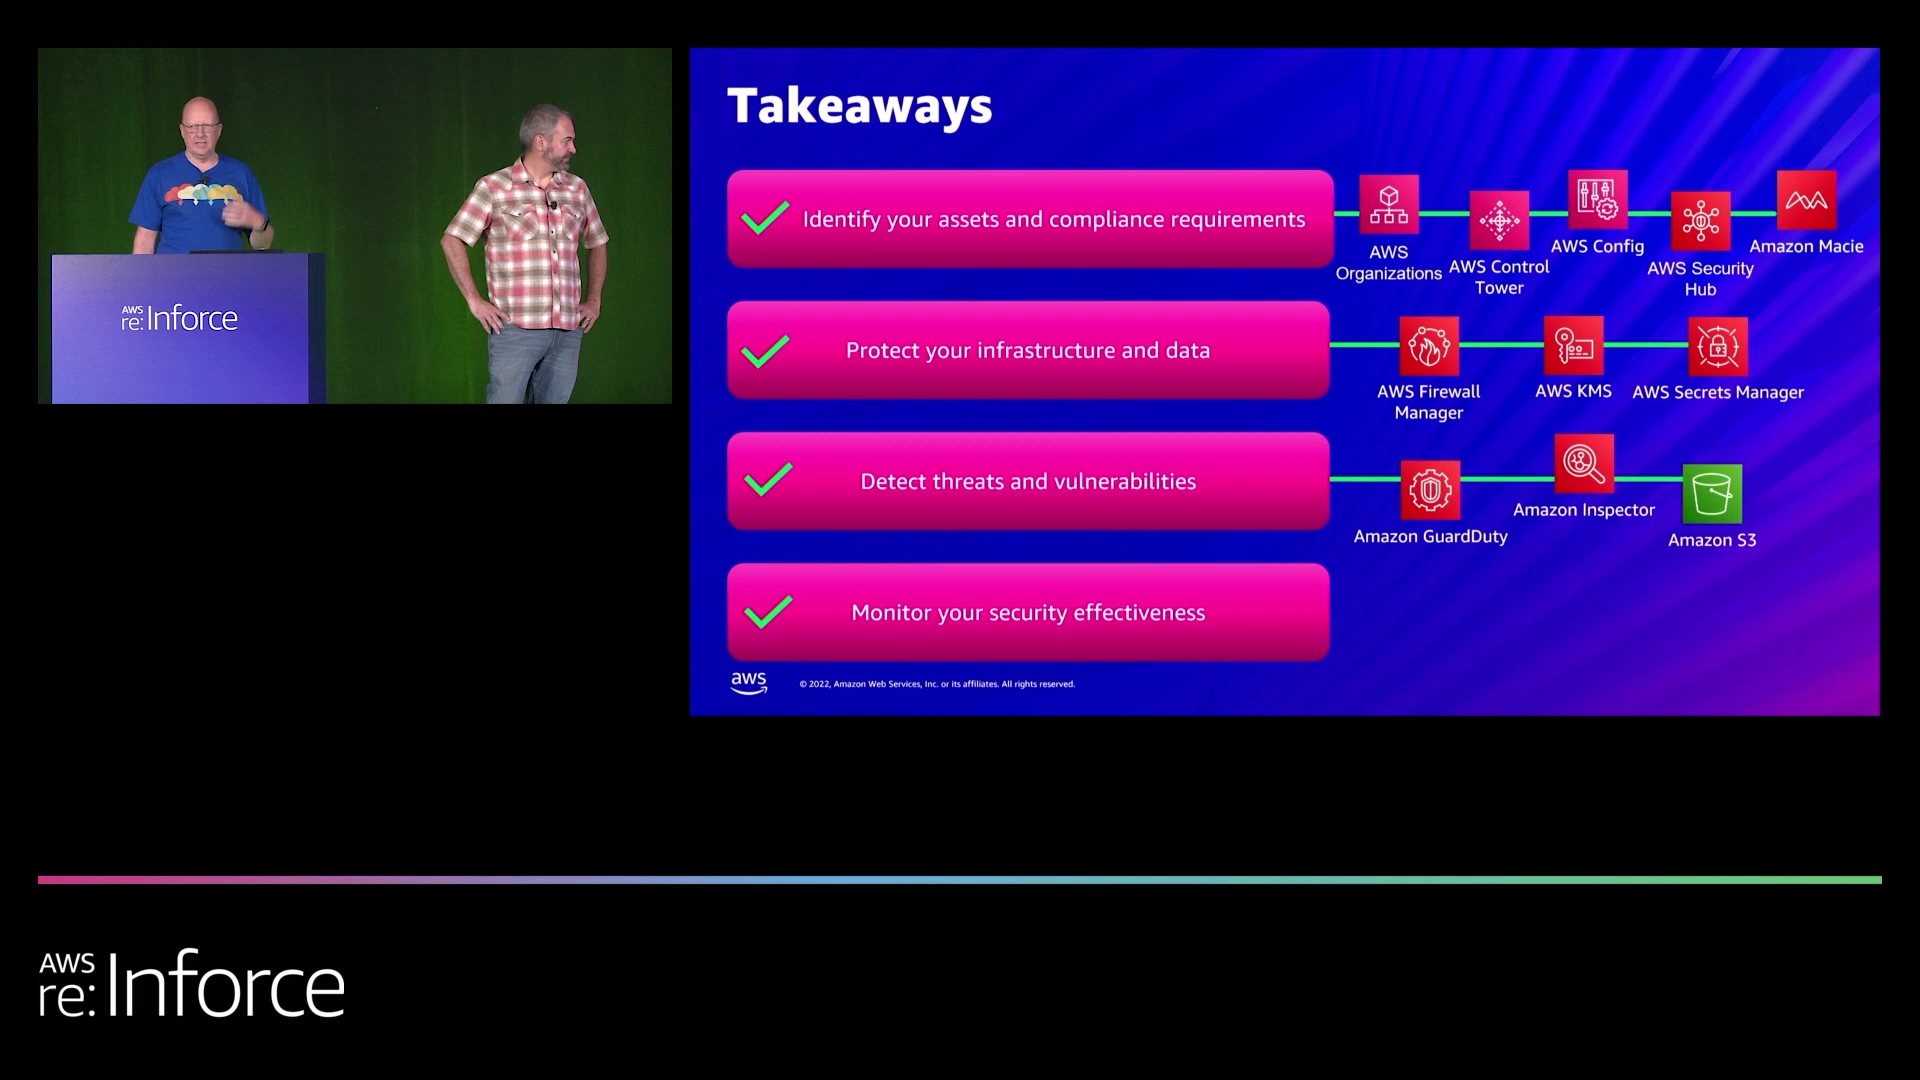 AWS
re:Inforce
Takeaways
Identify your assets and compliance requirements
AWS
Organizations
AWS Control
Tower
AWS Config
AWS Security
Hub
Amazon Macie
Protect your infrastructure and data
AWS Firewall
Manager
AWS KMS
AWS Secrets Manager
Detect threats and vulnerabilities
Amazon GuardDuty
Amazon Inspector
Amazon S3
Monitor your security effectiveness
aws
© 2022, Amazon Web Services, Inc. or its affiliates. All rights reserved.
AWS
re:Inforce